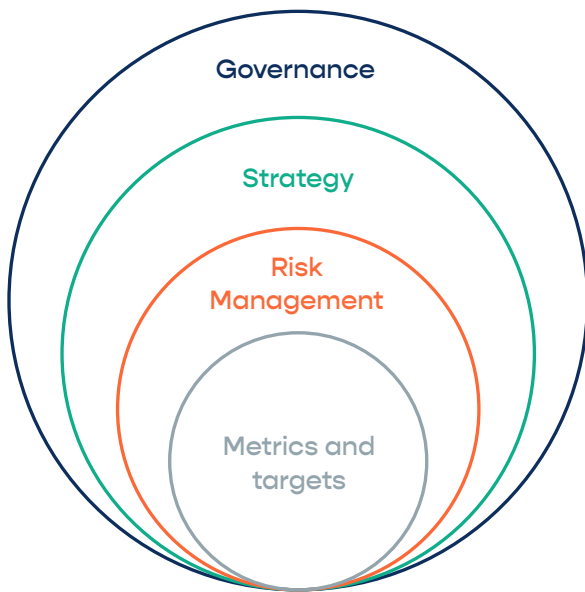 Governance
Strategy
Risk
Management
Metrics and
targets